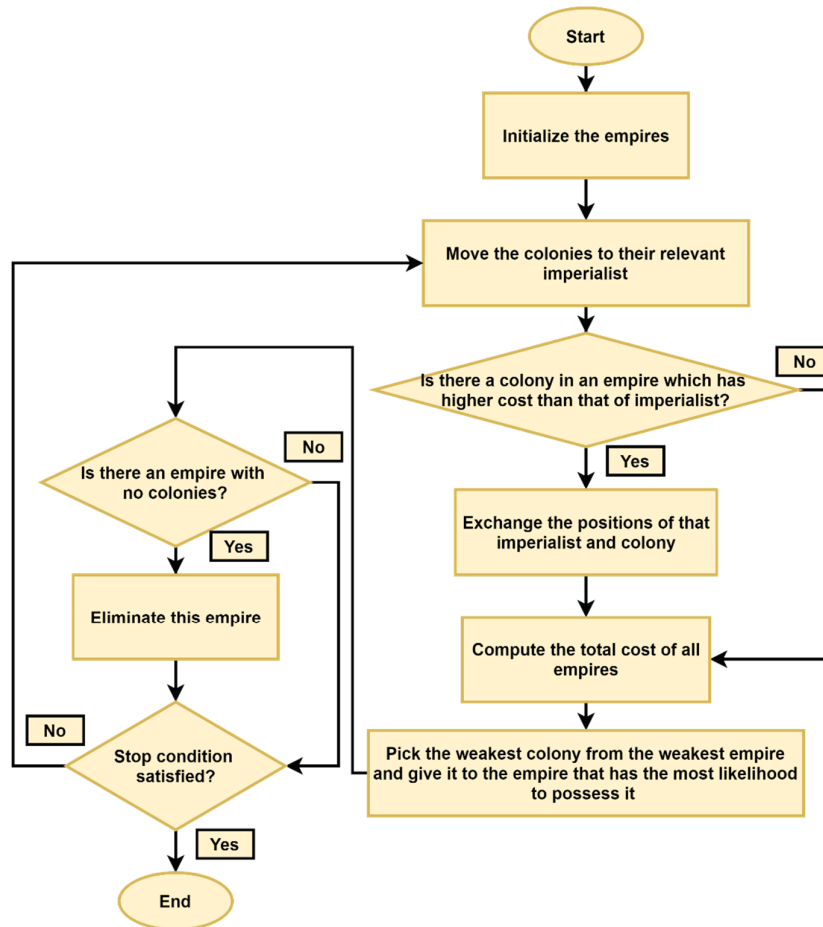 Start
Initialize the empires
Move the colonies to their relevant
imperialist
Is there a colony in an empire which has
higher cost than that of imperialist?
No
Yes
Exchange the positions of that
imperialist and colony
Compute the total cost of all
empires
Pick the weakest colony from the weakest empire
and give it to the empire that has the most likelihood
to possess it
Is there an empire with
no colonies?
No
Yes
Eliminate this empire
Stop condition
satisfied?
No
Yes
End